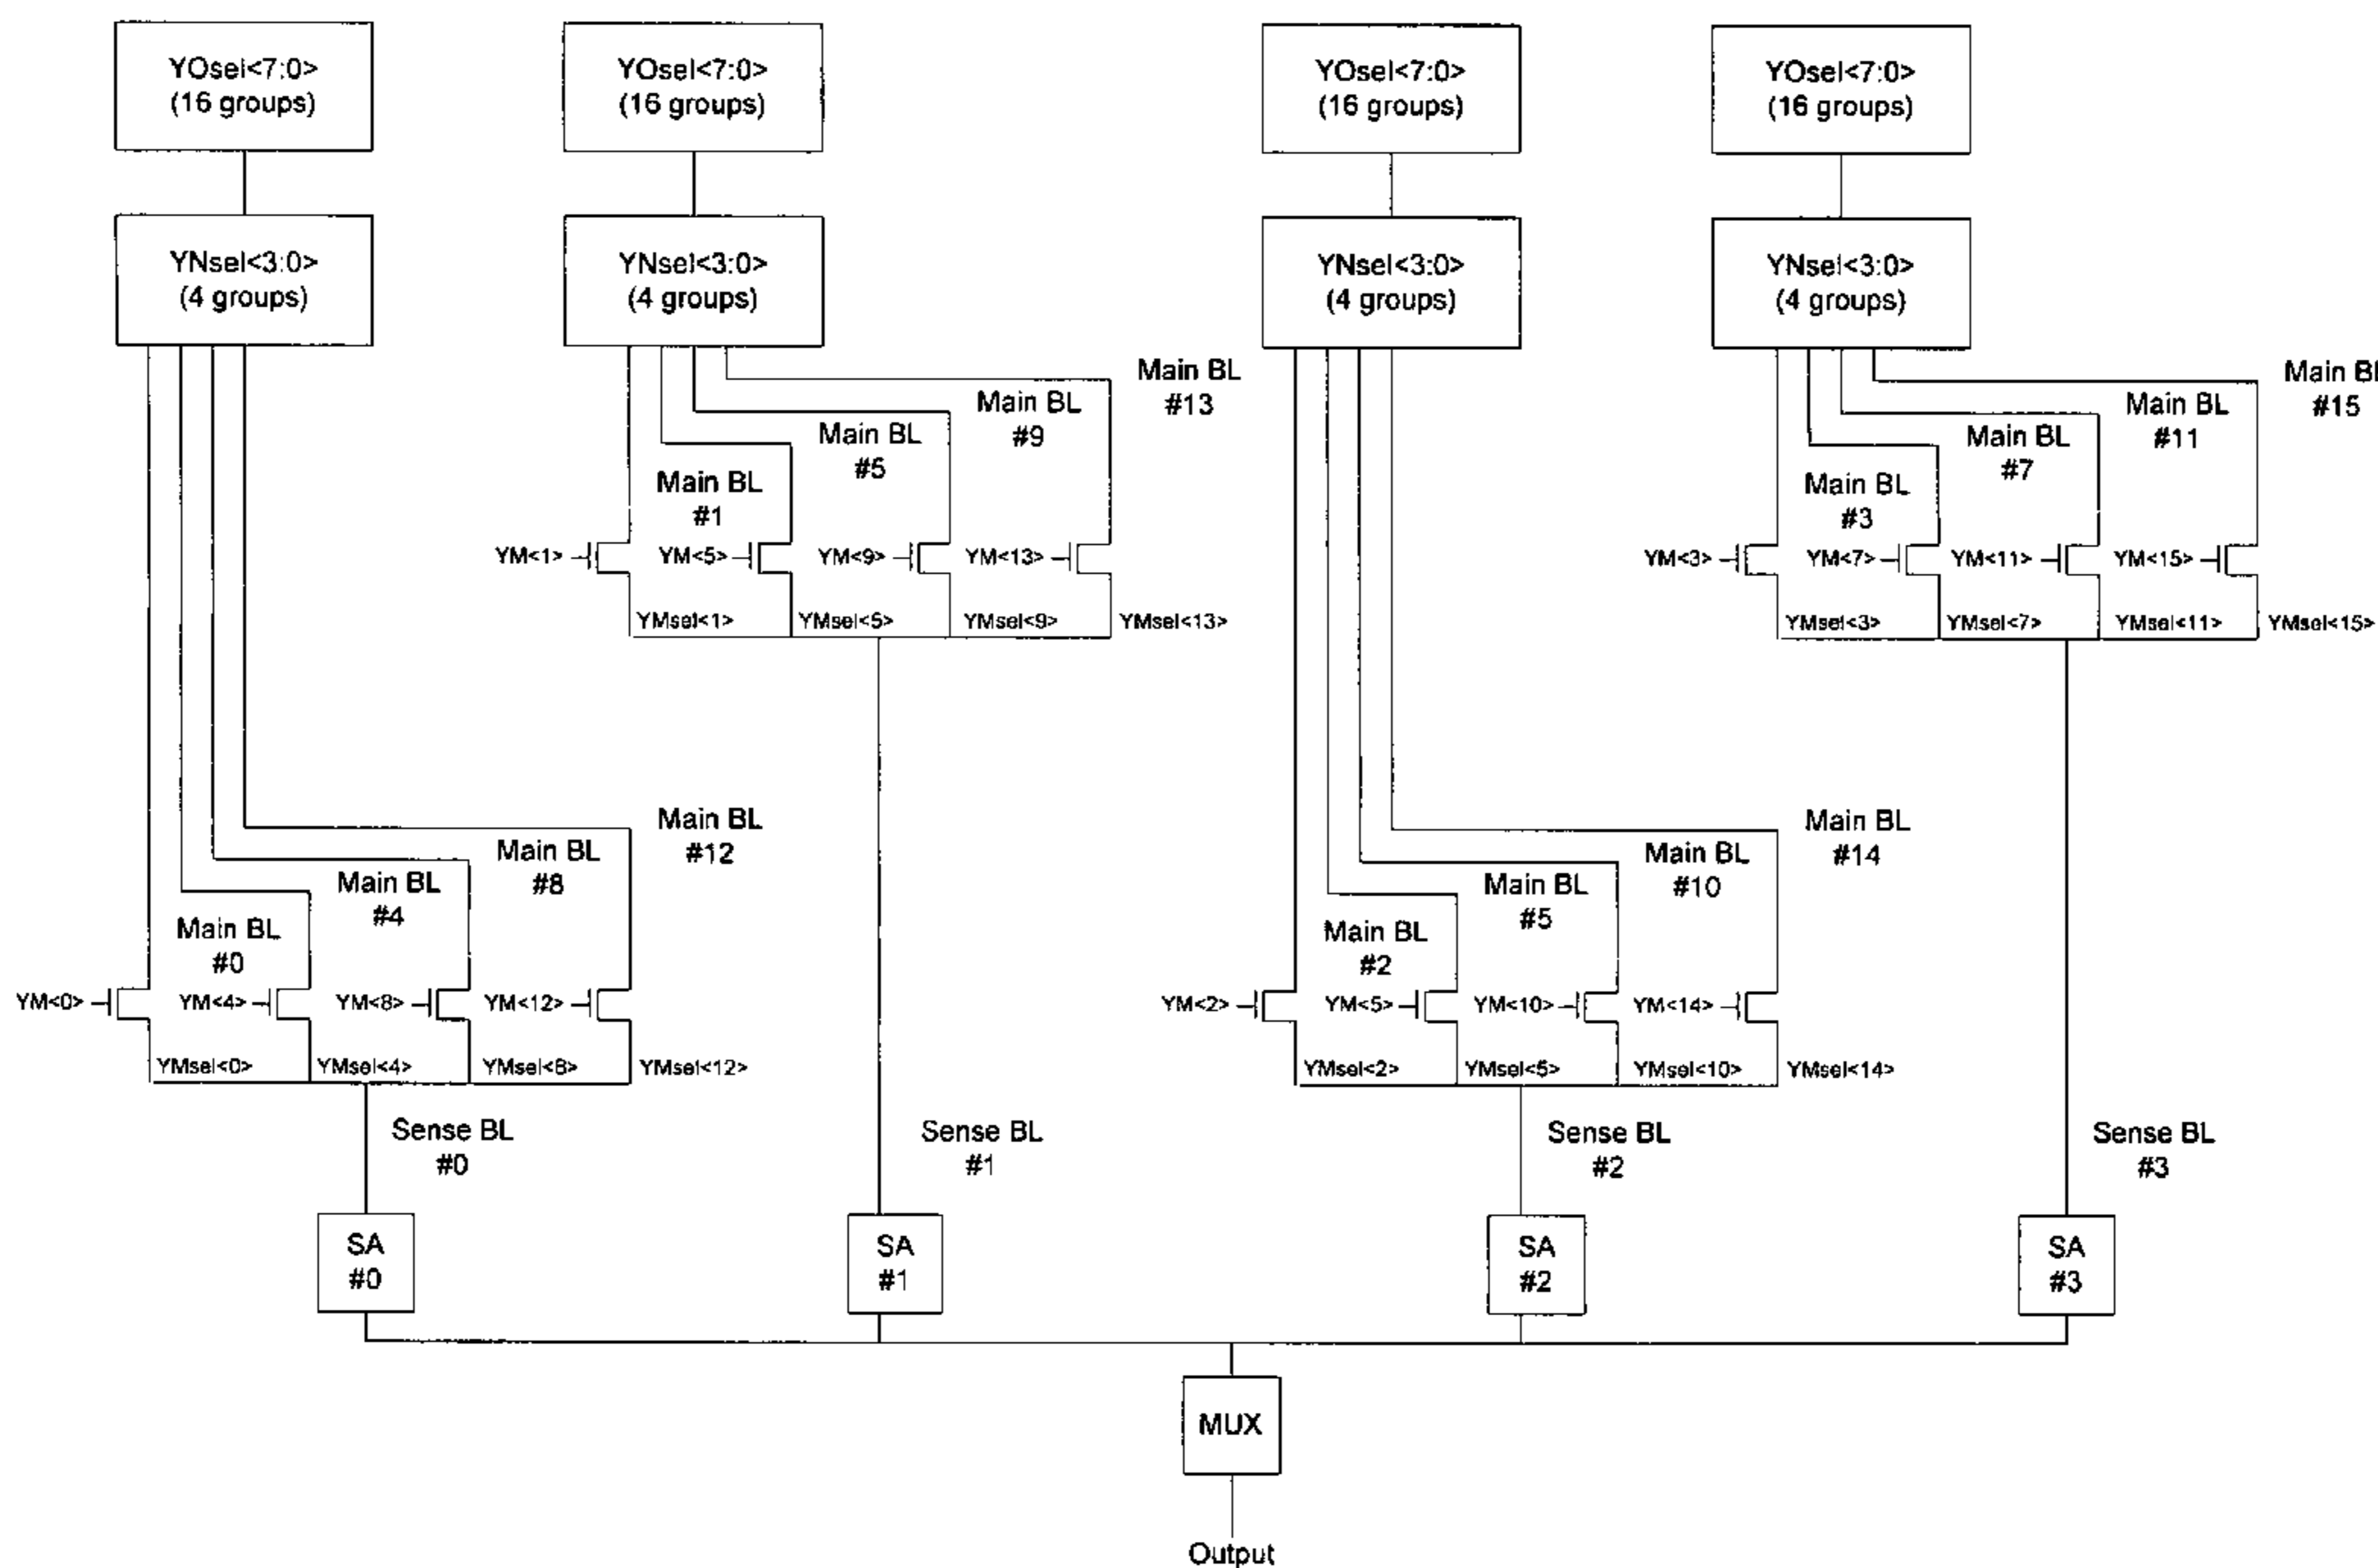 YOsel<7:0>
(16 groups)
YOsel<7:0>
(16 groups)
YOsel<7:0>
(16 groups)
YOsel<7:0>
(16 groups)
YNsel<3:0>
(4 groups)
YNsel<3:0>
(4 groups)
YNsel<3:0>
(4 groups)
YNsel<3:0>
(4 groups)
Main BL
#1
Main BL
#5
Main BL
#9
Main BL
#13
YM<1>
YM<5>
YM<9>
YM<13>
YMsel<1>
YMsel<5>
YMsel<9>
YMsel<13>
Main BL
#3
Main BL
#7
Main BL
#11
Main BL
#15
YM<3>
YM<7>
YM<11>
YM<15>
YMsel<3>
YMsel<7>
YMsel<11>
YMsel<15>
Main BL
#0
Main BL
#4
Main BL
#8
Main BL
#12
YM<0>
YM<4>
YM<8>
YM<12>
YMsel<0>
YMsel<4>
YMsel<8>
YMsel<12>
Main BL
#2
Main BL
#5
Main BL
#10
Main BL
#14
YM<2>
YM<5>
YM<10>
YM<14>
YMsel<2>
YMsel<5>
YMsel<10>
YMsel<14>
Sense BL
#0
Sense BL
#1
Sense BL
#2
Sense BL
#3
SA
#0
SA
#1
SA
#2
SA
#3
MUX
Output